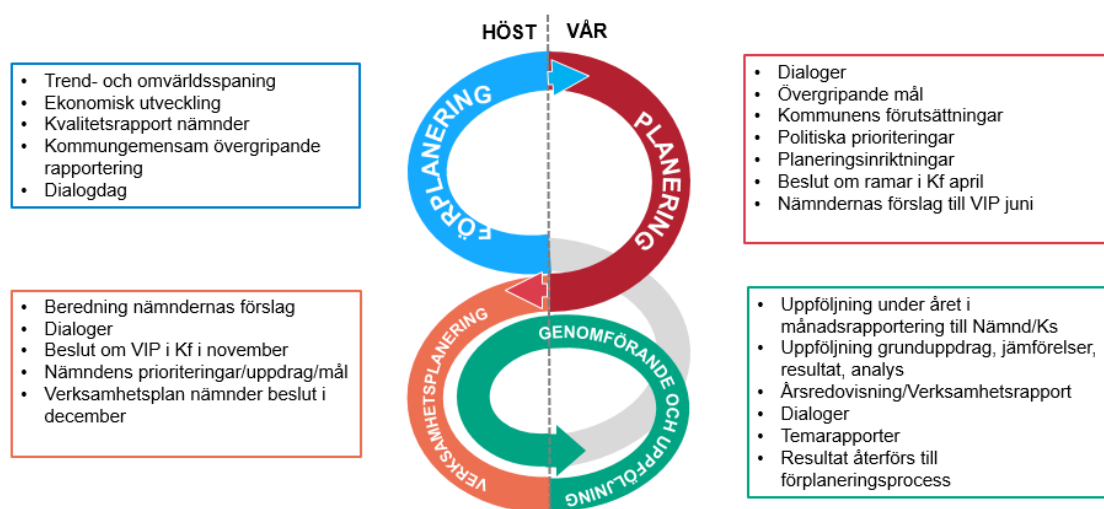 HÖST
VÅR
• Trend- och omvärldsspaning
• Ekonomisk utveckling
• Kvalitetsrapport nämnder
• Kommungemensam övergripande
rapportering
• Dialogdag
FÖRPLANERING
PLANERING
• Dialoger
• Övergripande mål
• Kommunens förutsättningar
• Politiska prioriteringar
• Planeringsinriktningar
• Beslut om ramar i Kf april
• Nämndernas förslag till VIP juni
• Beredning nämndernas förslag
• Dialoger
• Beslut om VIP i Kf i november
• Nämndens prioriteringar/uppdrag/mål
• Verksamhetsplan nämnder beslut i
december
VERKSAMHETSPLANERING
GENOMFÖRANDE OCH UPPFÖLJNING
• Uppföljning under året i
månadsrapportering till Nämnd/Ks
• Uppföljning grunduppdrag, jämförelser,
resultat, analys
• Årsredovisning/Verksamhetsrapport
• Dialoger
• Temarapporter
• Resultat återförs till
förplaneringsprocess